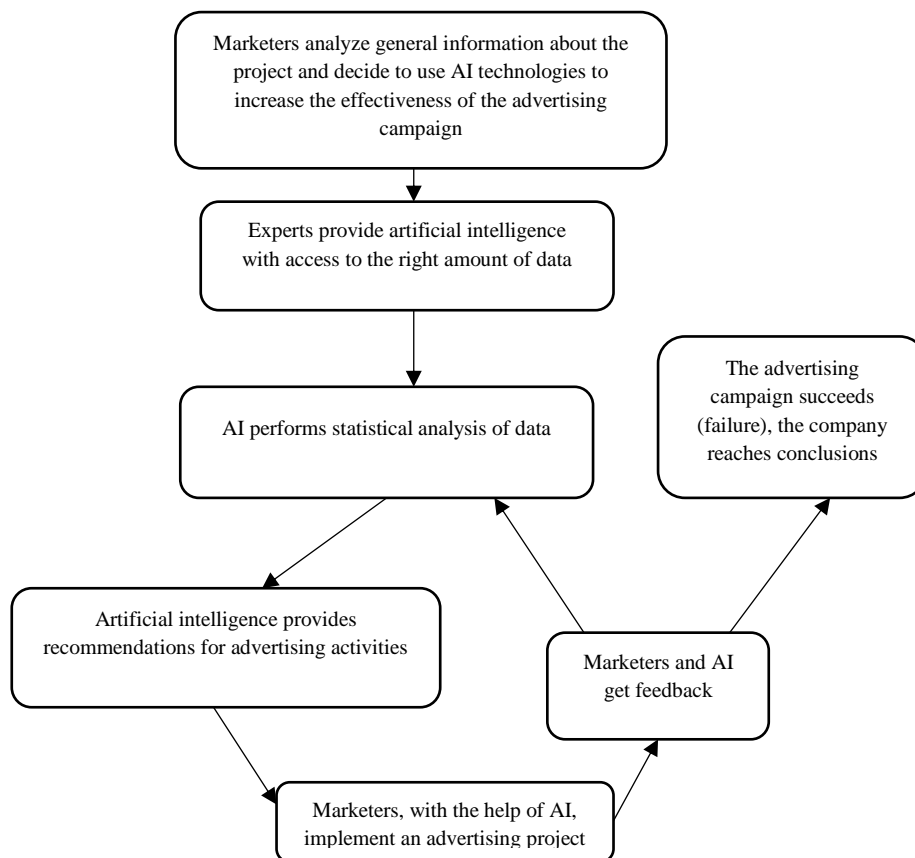 Marketers analyze general information about the
project and decide to use AI technologies to
increase the effectiveness of the advertising
campaign
Experts provide artificial intelligence
with access to the right amount of data
AI performs statistical analysis of data
The advertising
campaign succeeds
(failure), the company
reaches conclusions
Artificial intelligence provides
recommendations for advertising activities
Marketers and AI
get feedback
Marketers, with the help of AI,
implement an advertising project